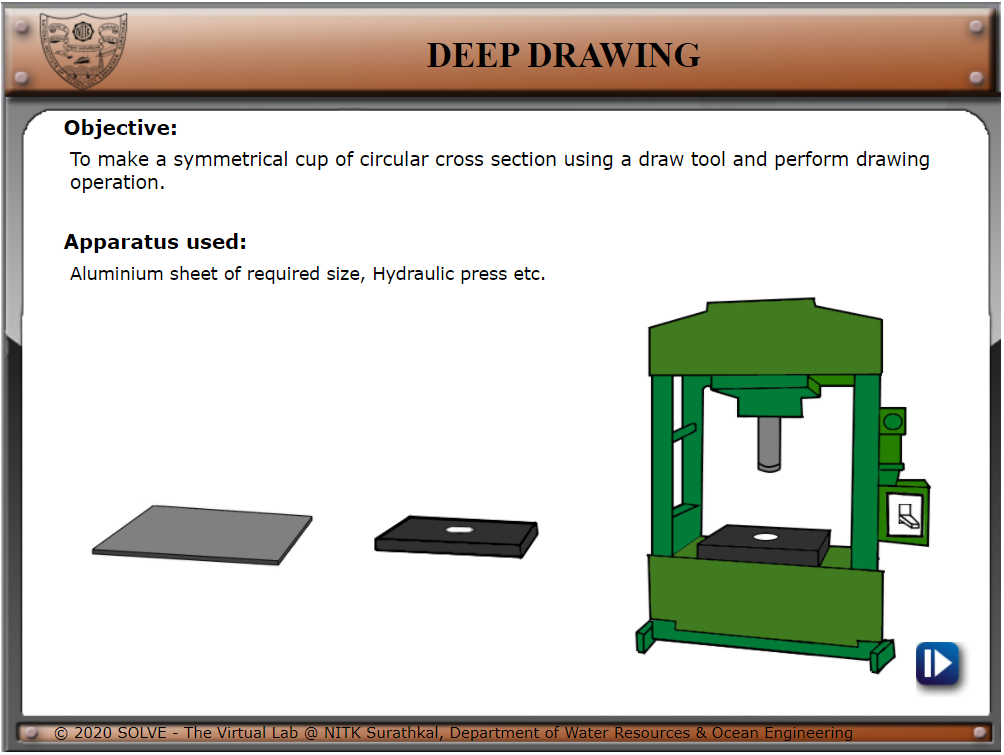 DEEP DRAWING
Objective:
To make a symmetrical cup of circular cross section using a draw tool and perform drawing
operation.
Apparatus used:
Aluminium sheet of required size, Hydraulic press etc.
© 2020 SOLVE - The Virtual Lab @ NITK Surathkal, Department of Water Resources & Ocean Engineering